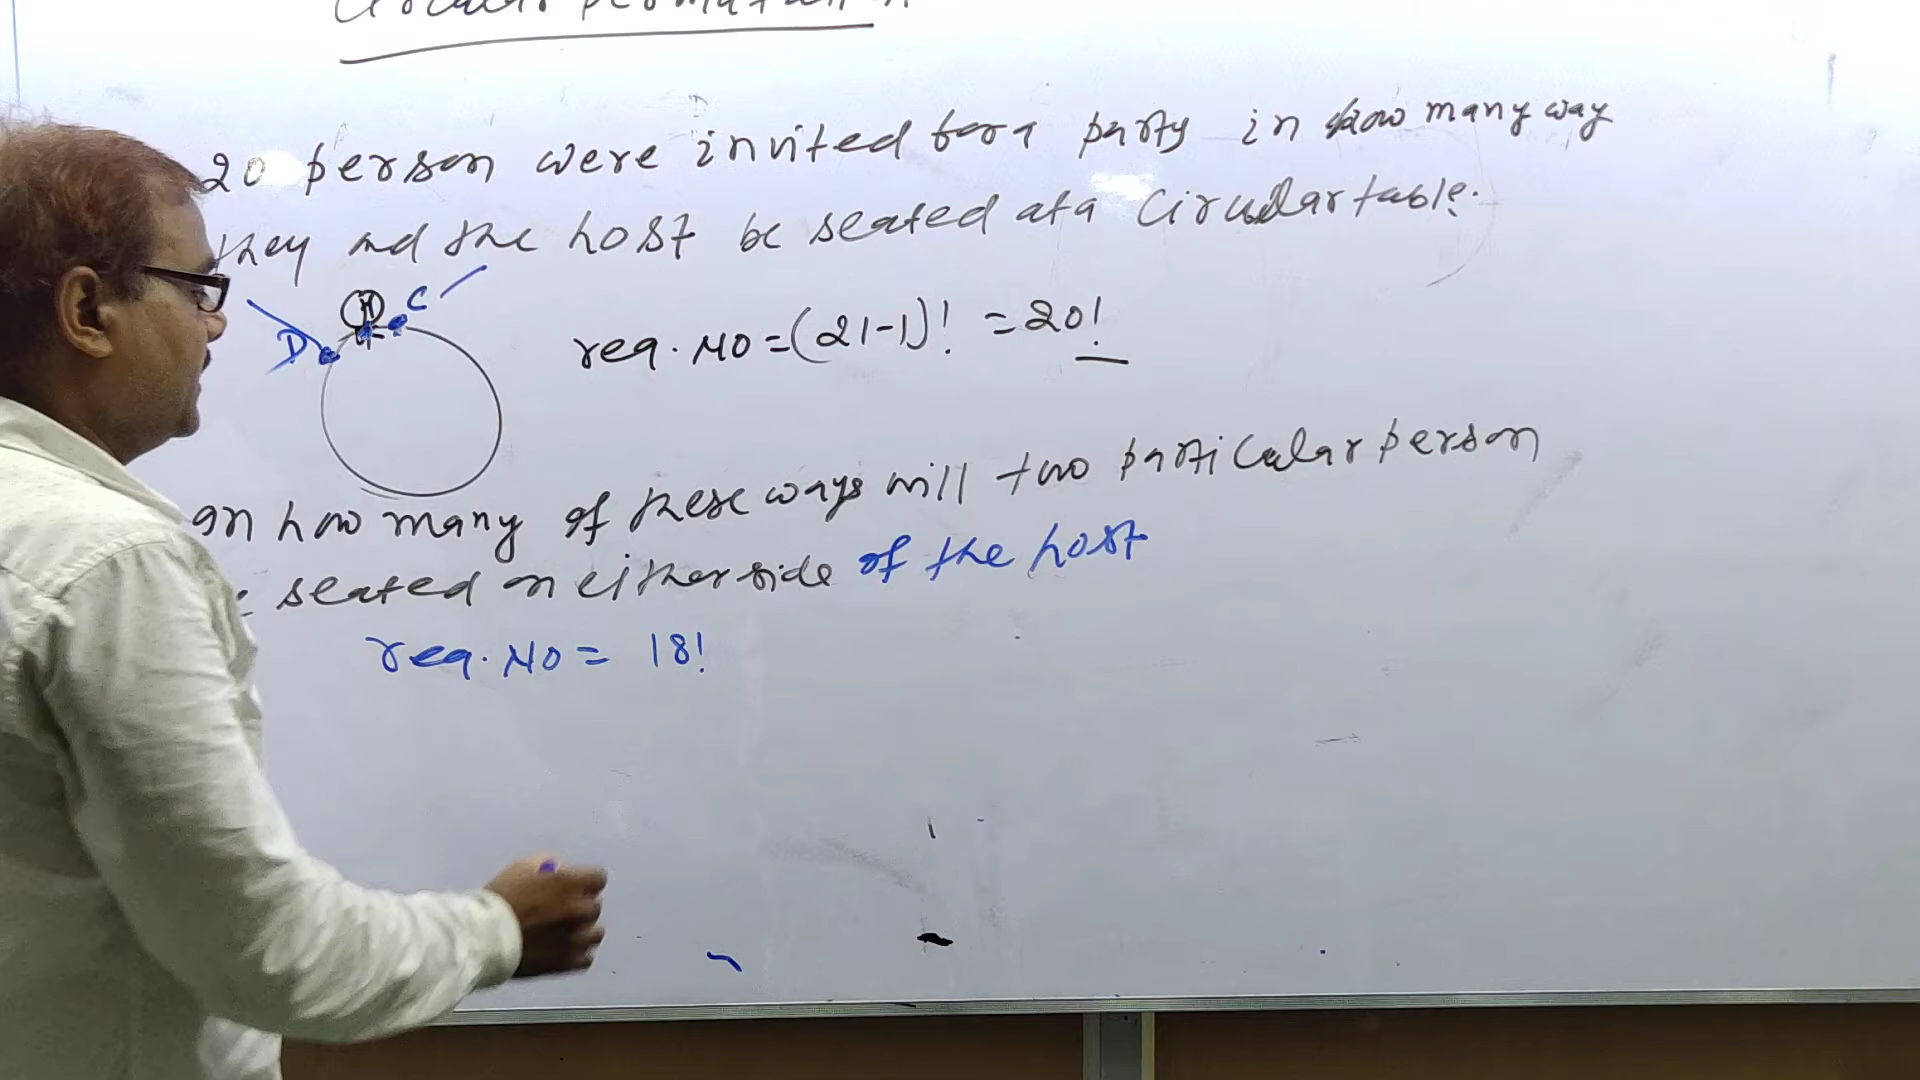 Circular Permutation
20 person were invited for a party in how many way
they and the host be seated at a Circular table.
H C
D
req. NO = (21-1)! = 20!
In how many of these ways will two particular person
seated on either side of the host
req. NO = 18!